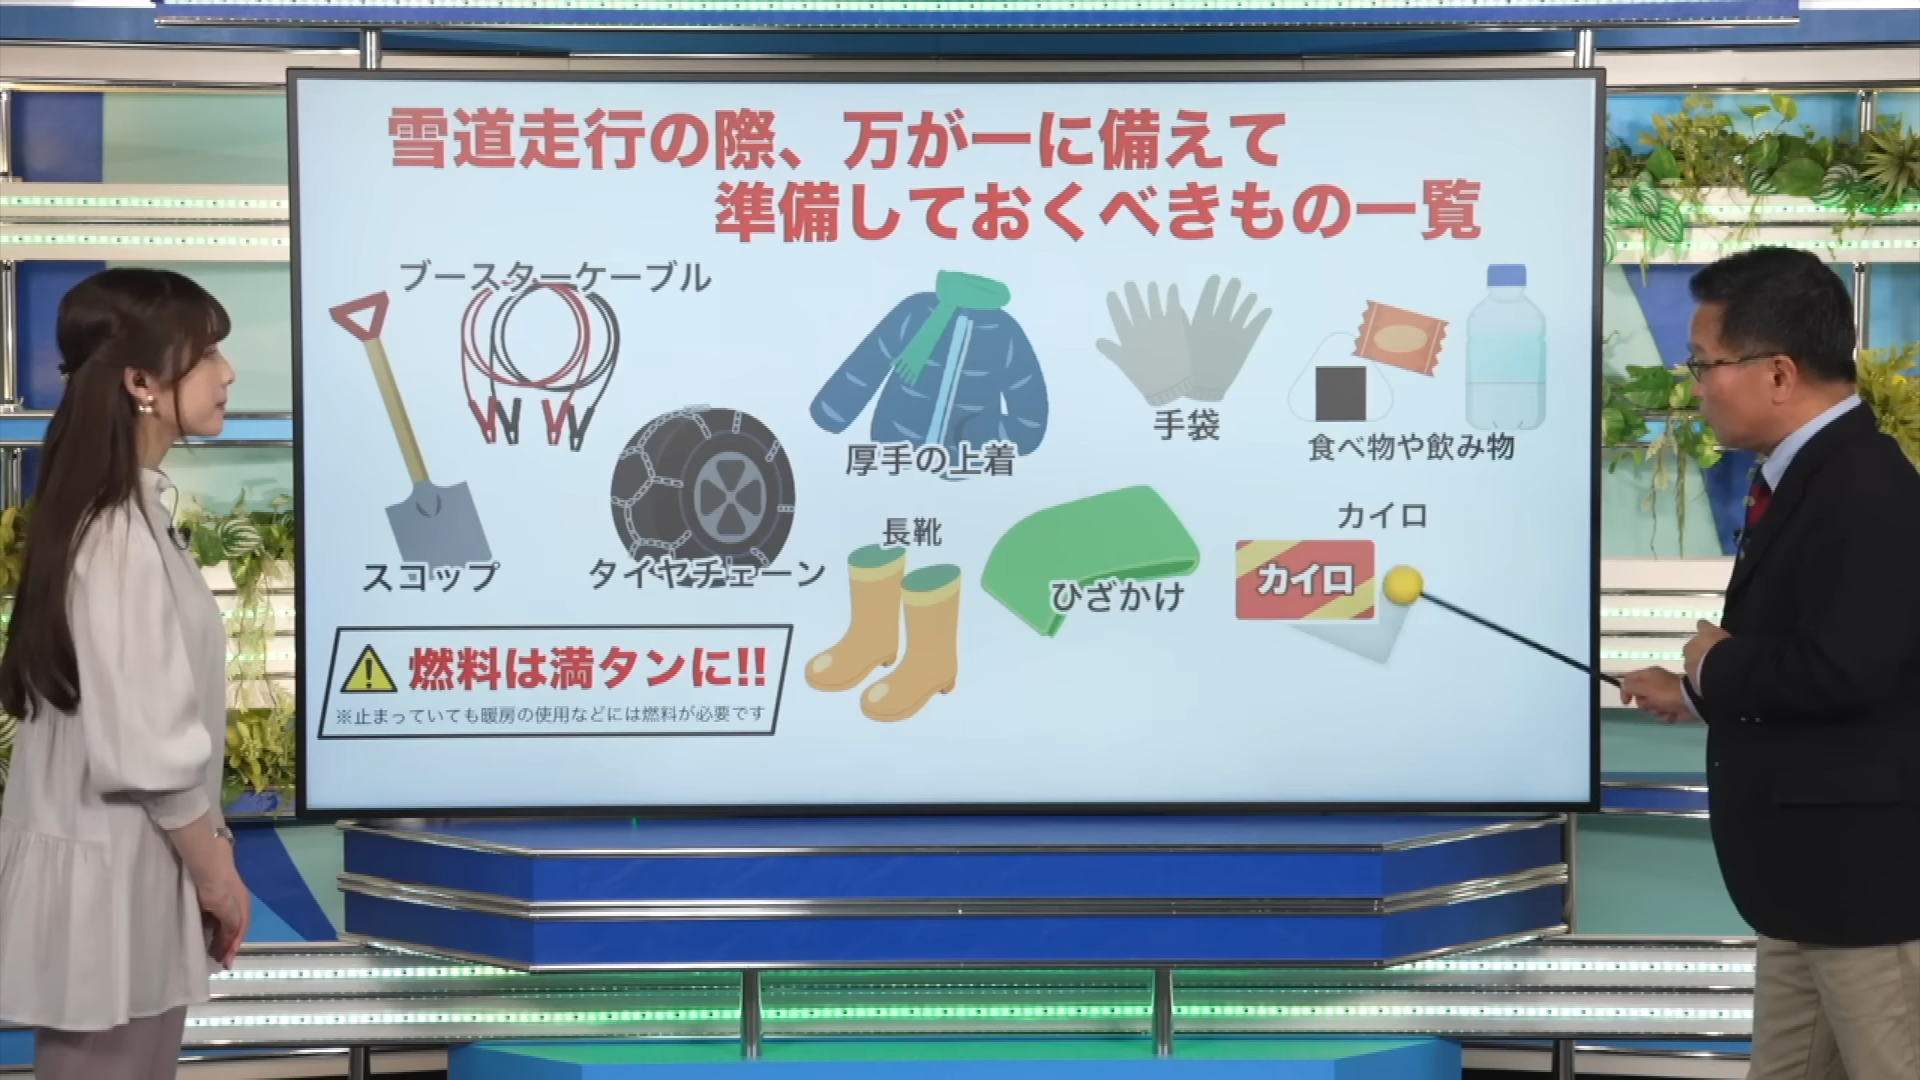 雪道走行の際、万が一に備えて
準備しておくべきもの一覧
ブースターケーブル
スコップ
タイヤチェーン
厚手の上着
手袋
食べ物や飲み物
長靴
ひざかけ
カイロ
カイロ
燃料は満タンに!!
※止まっていても暖房の使用などには燃料が必要です